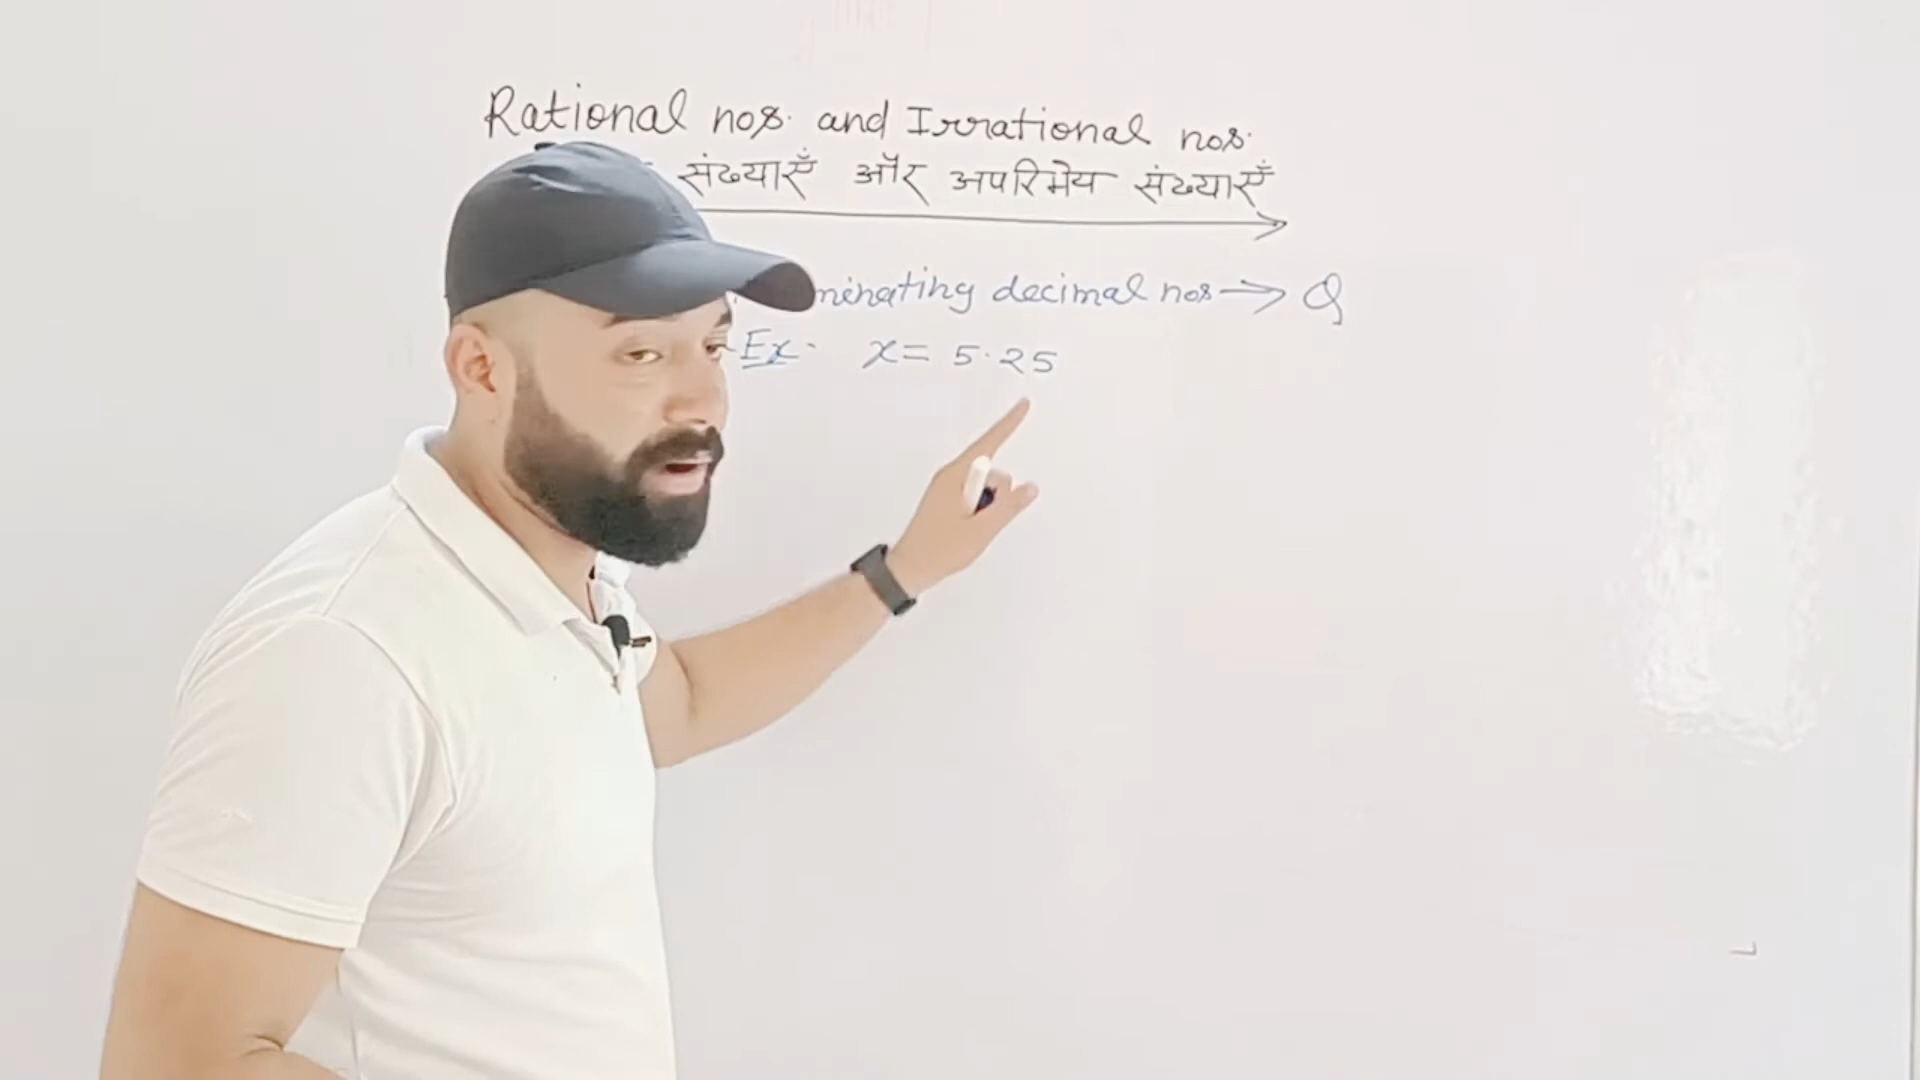 Rational nos. and Irrational nos.
संख्याएँ और अपरिमेय संख्याएँ
minating decimal nos → Q
Ex. x = 5.25